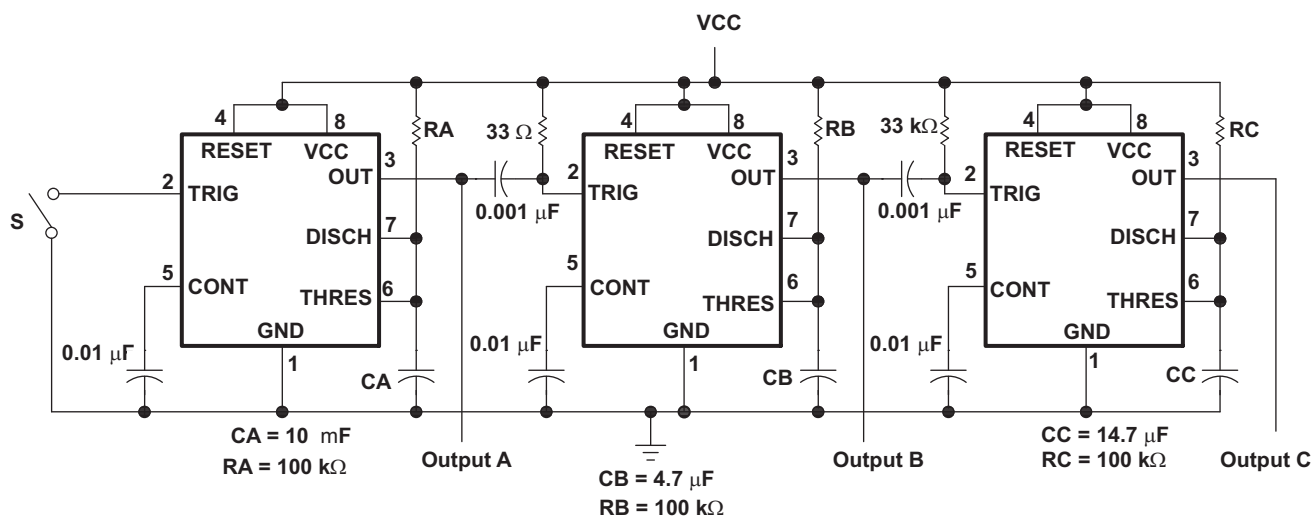 VCC
4
8
RESET
VCC
RA
33 Ω
3
OUT
2
TRIG
S
0.001 μF
7
DISCH
5
CONT
6
THRES
GND
0.01 μF
1
CA
CA = 10 mF
RA = 100 kΩ
Output A
4
8
RESET
VCC
RB
33 kΩ
3
OUT
2
TRIG
0.001 μF
7
DISCH
5
CONT
6
THRES
GND
0.01 μF
1
CB
CB = 4.7 μF
RB = 100 kΩ
Output B
4
8
RESET
VCC
RC
3
OUT
2
TRIG
7
DISCH
5
CONT
6
THRES
GND
0.01 μF
1
CC
CC = 14.7 μF
RC = 100 kΩ
Output C